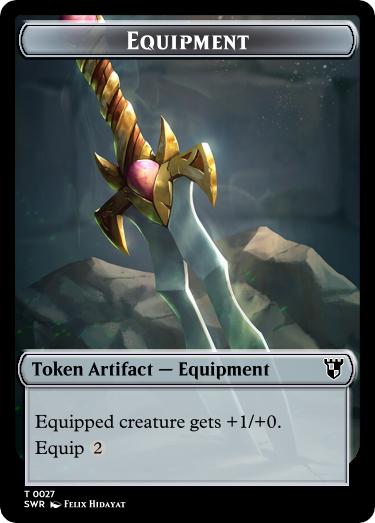 Equipment
Token Artifact — Equipment
Equipped creature gets +1/+0.
Equip 2
T 0027
SWR Felix Hidayat